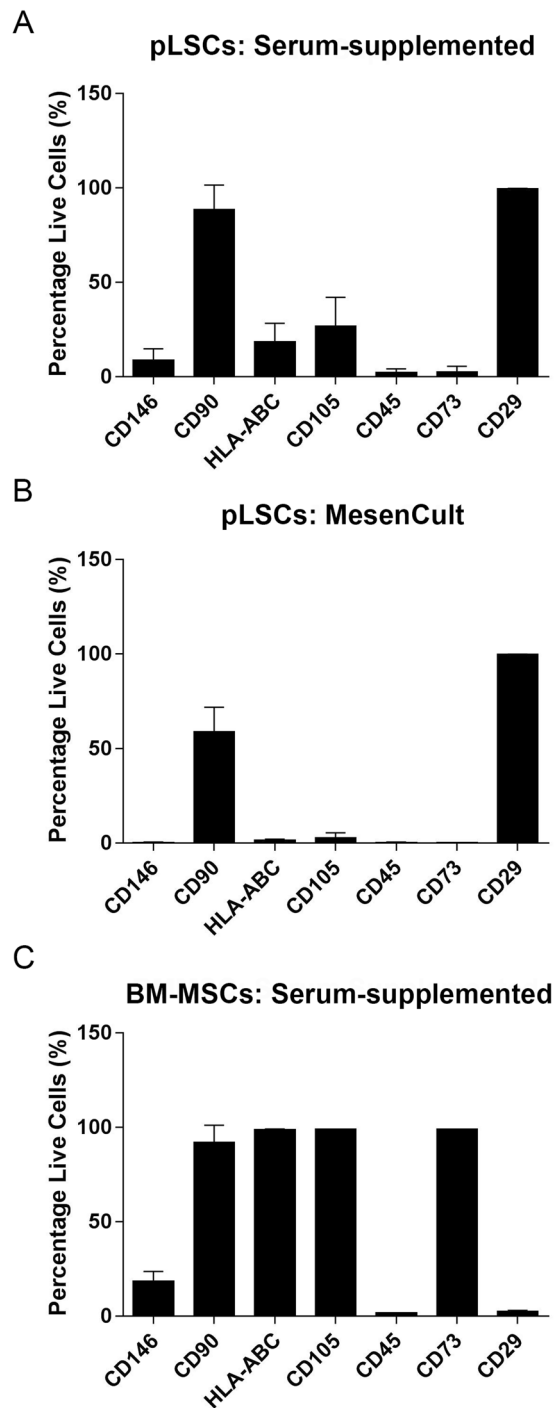 A
pLSCs: Serum-supplemented
Percentage Live Cells (%)
150
100
50
0
CD146
CD90
HLA-ABC
CD105
CD45
CD73
CD29
B
pLSCs: MesenCult
Percentage Live Cells (%)
150
100
50
0
CD146
CD90
HLA-ABC
CD105
CD45
CD73
CD29
C
BM-MSCs: Serum-supplemented
Percentage Live Cells (%)
150
100
50
0
CD146
CD90
HLA-ABC
CD105
CD45
CD73
CD29